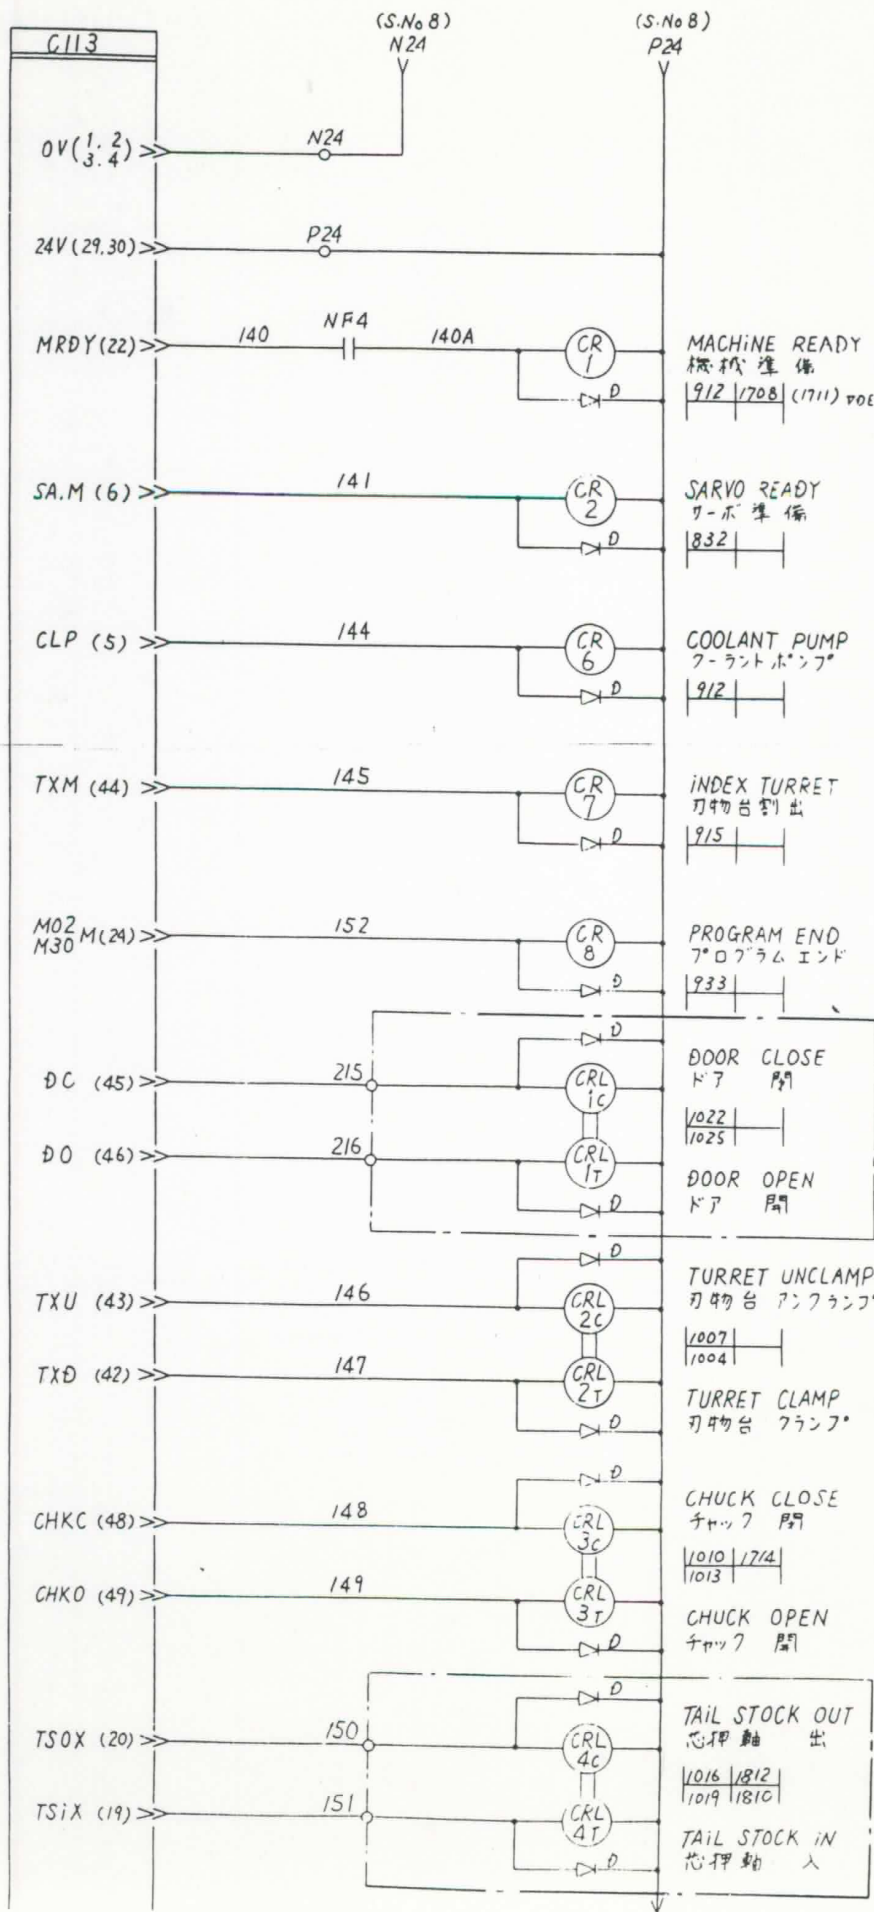 (S.No 8)
N24
(S.No 8)
P24
C113
0V(1.2
3.4)
N24
24V(29.30)
P24
MRDY(22)
140
NF4
140A
CR
1
D
MACHiNE READY
機械準備
912 1708 (1711)
SA.M (6)
141
CR
2
D
SARVO READY
サーボ準備
832
CLP (5)
144
CR
6
D
COOLANT PUMP
クーラントポンプ
912
TXM (44)
145
CR
7
D
iNDEX TURRET
刃物台割出
915
M02
M30 M(24)
152
CR
8
D
PROGRAM END
プログラム エンド
933
D
DC (45)
215
CRL
1C
DOOR CLOSE
ドア 閉
1022
1025
DO (46)
216
CRL
1T
D
DOOR OPEN
ドア 開
D
TXU (43)
146
CRL
2C
TURRET UNCLAMP
刃物台 アンクランプ
1007
1004
TXD (42)
147
CRL
2T
D
TURRET CLAMP
刃物台 クランプ
D
CHKC (48)
148
CRL
3C
CHUCK CLOSE
チャック 閉
1010 1714
1013
CHKO (49)
149
CRL
3T
D
CHUCK OPEN
チャック 開
D
TSOX (20)
150
CRL
4C
TAiL STOCK OUT
芯押軸 出
1016 1812
1019 1810
TSiX (19)
151
CRL
4T
D
TAiL STOCK iN
芯押軸 入